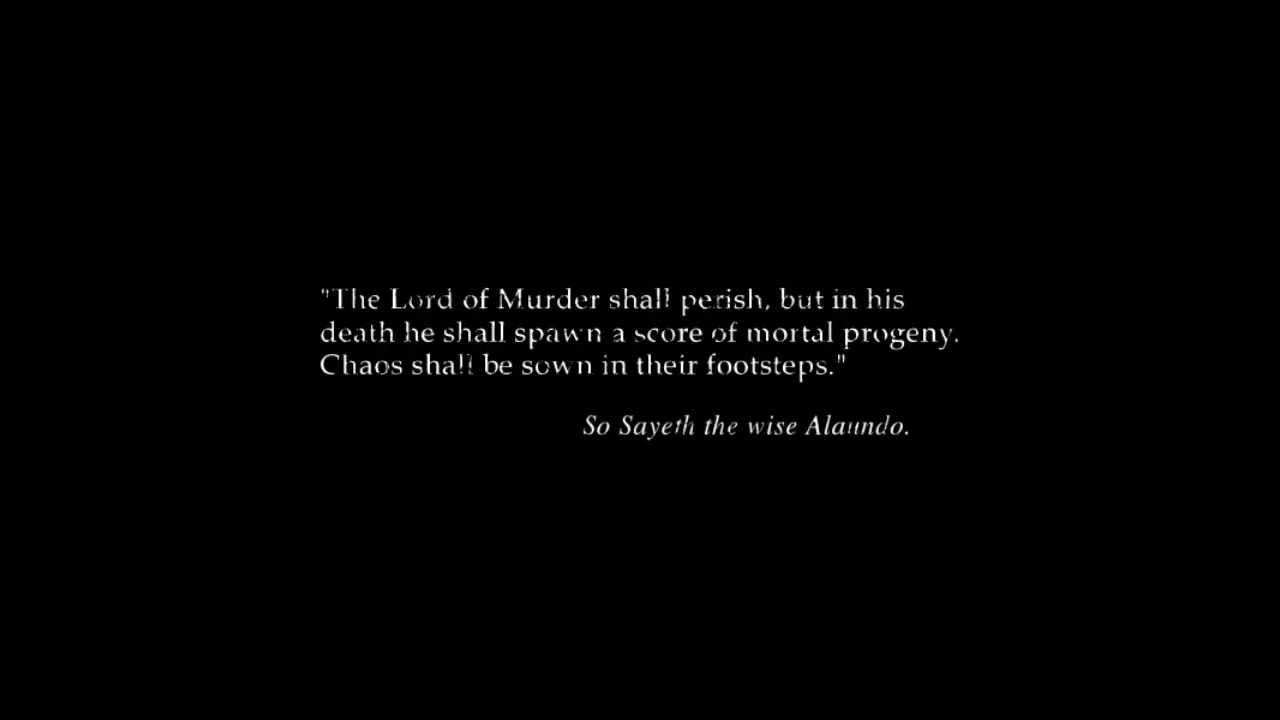 "The Lord of Murder shall perish, but in his
death he shall spawn a score of mortal progeny.
Chaos shall be sown in their footsteps."
So Sayeth the wise Alaundo.